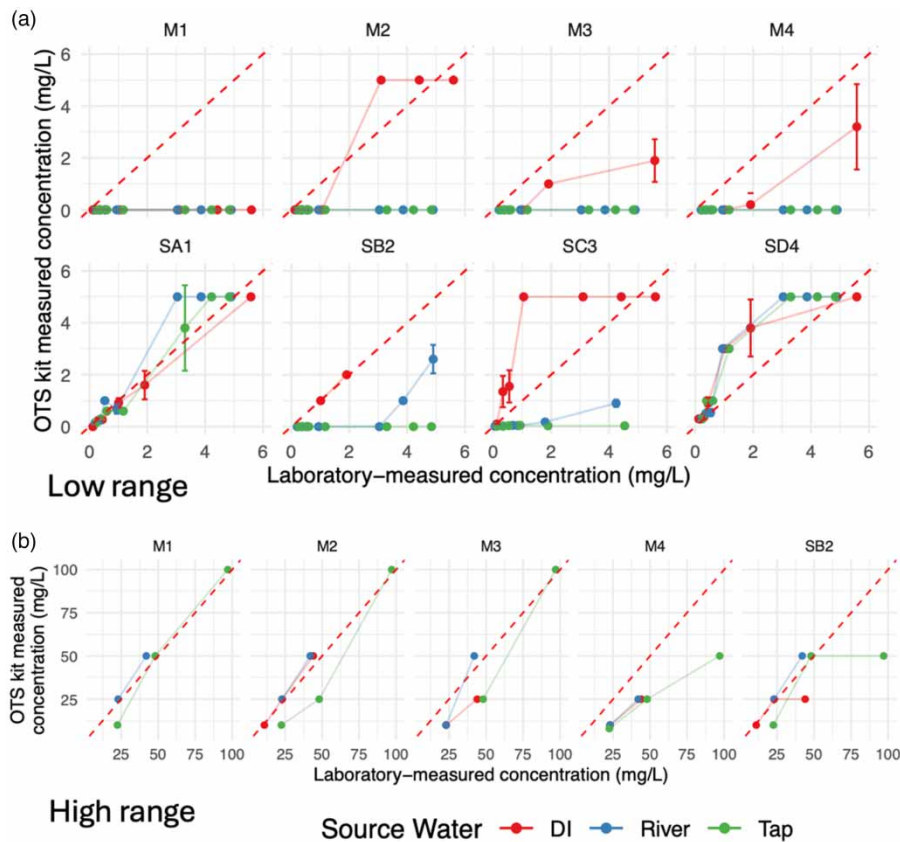 (a)
M1 M2 M3 M4
OTS kit measured concentration (mg/L)
6
4
2
0
SA1 SB2 SC3 SD4
6
4
2
0
0 2 4 6 0 2 4 6 0 2 4 6 0 2 4 6
Laboratory-measured concentration (mg/L)
Low range
(b)
M1 M2 M3 M4 SB2
OTS kit measured
concentration (mg/L)
100
75
50
25
25 50 75 100 25 50 75 100 25 50 75 100 25 50 75 100 25 50 75 100
Laboratory-measured concentration (mg/L)
High range
Source Water DI River Tap